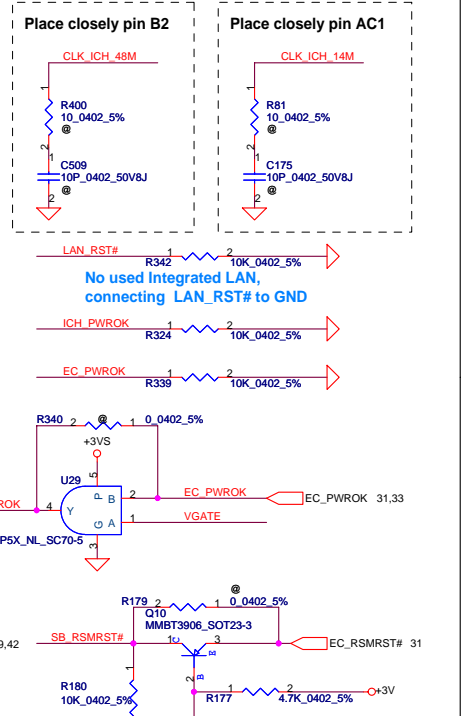 Place closely pin B2
CLK_ICH_48M
1
R400
10_0402_5%
@
2
1
C509
10P_0402_50V8J
@
2
Place closely pin AC1
CLK_ICH_14M
1
R81
10_0402_5%
@
2
1
C175
10P_0402_50V8J
@
2
LAN_RST# 1 2
R342 10K_0402_5%
No used Integrated LAN,
connecting LAN_RST# to GND
ICH_PWROK 1 2
R324 10K_0402_5%
EC_PWROK 1 2
R339 10K_0402_5%
R340 2 @ 1 0_0402_5%
+3VS
U29
5
P B 2 EC_PWROK EC_PWROK 31,33
ROK 4 Y
G A 1 VGATE
3
P5X_NL_SC70-5
@
R179 2 1 0_0402_5%
Q10
MMBT3906_SOT23-3
9,42 SB_RSMRST# 1 C E 3 EC_RSMRST# 31
B
2
1
R180
10K_0402_5%
R177 1 2 4.7K_0402_5% +3V